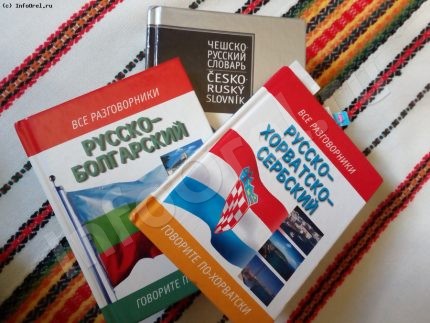 (c) InfoOrel.ru
ЧЕШСКО-
РУССКИЙ
СЛОВАРЬ
ČESKO-
RUSKÝ
SLOVNÍK
ВСЕ РАЗГОВОРНИКИ
РУССКО-
БОЛГАРСКИЙ
ГОВОРИТЕ
ВСЕ РАЗГОВОРНИКИ
РУССКО-
ХОРВАТСКО-
СЕРБСКИЙ
ГОВОРИТЕ ПО-ХОРВАТСКИ